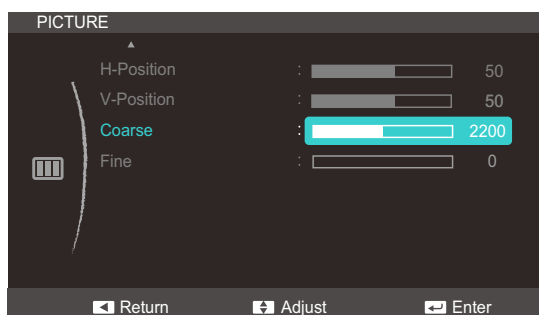 PICTURE
H-Position : 50
V-Position : 50
Coarse : 2200
Fine : 0
Return Adjust Enter